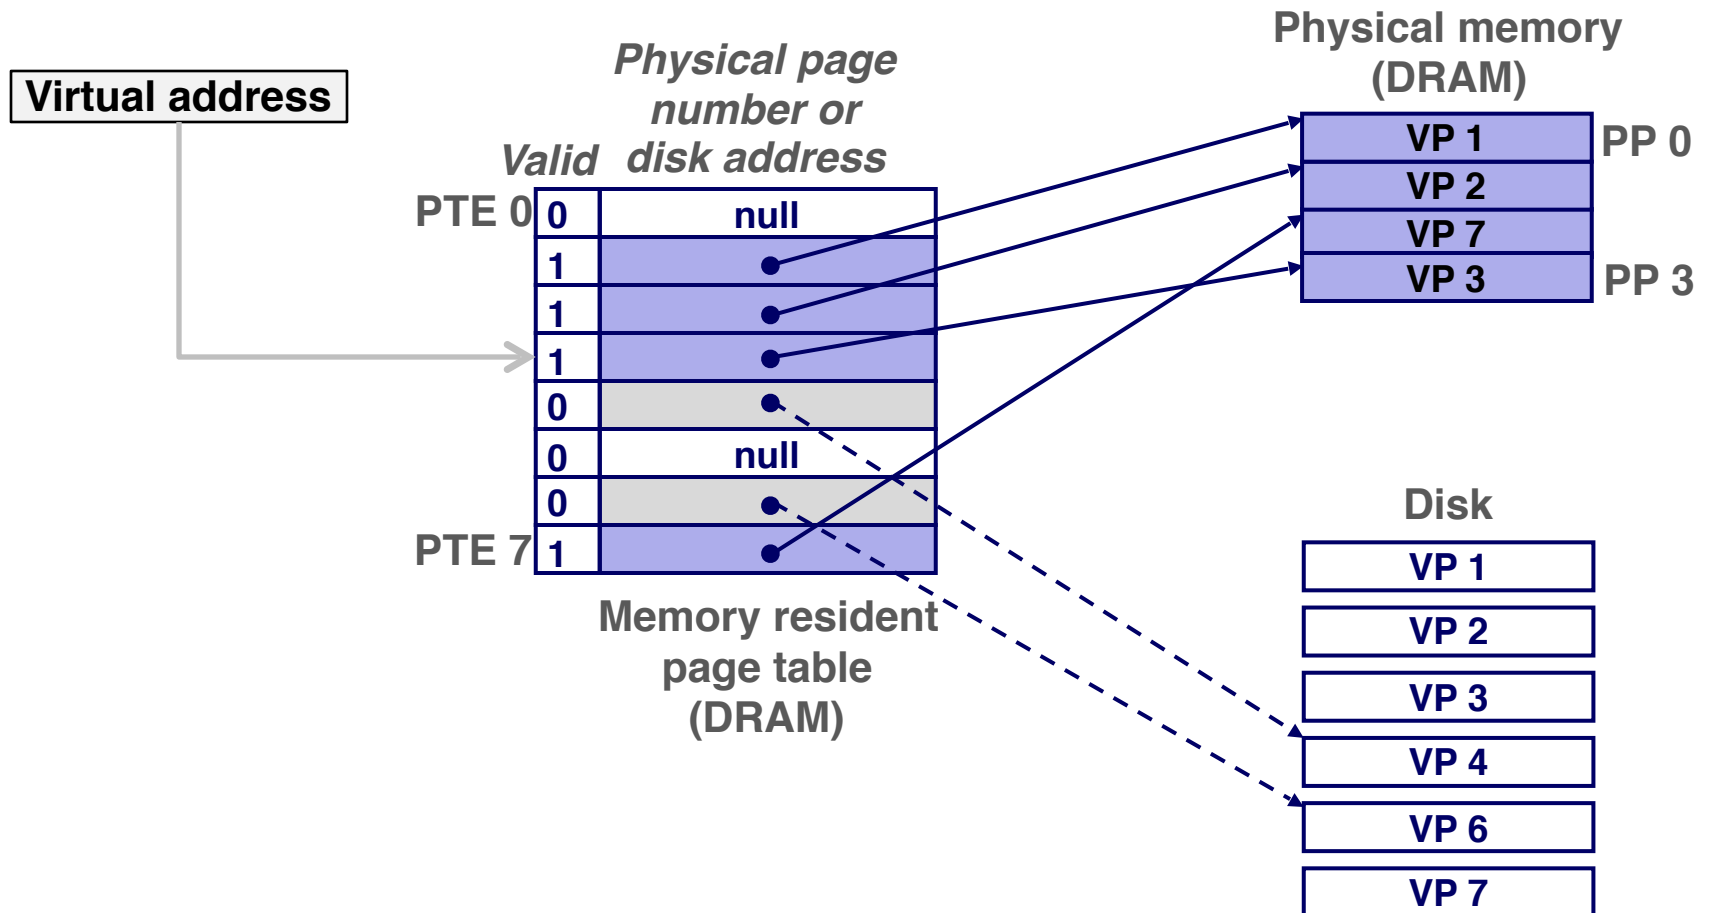 Virtual address
Physical page
number or
disk address
Valid
PTE 0
0 null
1
1
1
0
0 null
0
PTE 7
1
Memory resident
page table
(DRAM)
Physical memory
(DRAM)
VP 1
PP 0
VP 2
VP 7
VP 3
PP 3
Disk
VP 1
VP 2
VP 3
VP 4
VP 6
VP 7